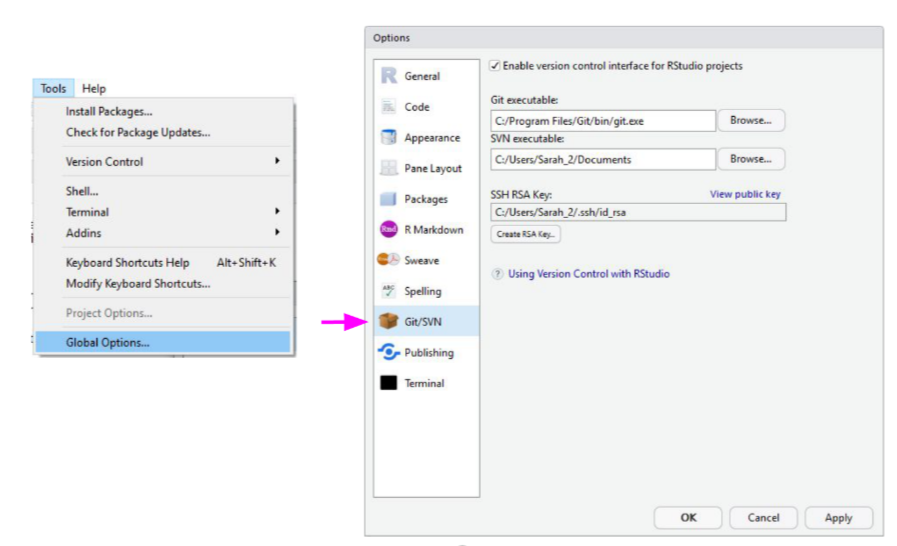 Tools Help
Install Packages...
Check for Package Updates...
Version Control
Shell...
Terminal
Addins
Keyboard Shortcuts Help Alt+Shift+K
Modify Keyboard Shortcuts...
Project Options...
Global Options...
Options
R General
Code
Appearance
Pane Layout
Packages
Rmd R Markdown
Sweave
ABC Spelling
Git/SVN
Publishing
Terminal
Enable version control interface for RStudio projects
Git executable:
C:/Program Files/Git/bin/git.exe Browse...
SVN executable:
C:/Users/Sarah_2/Documents Browse...
SSH RSA Key: View public key
C:/Users/Sarah_2/.ssh/id_rsa
Create RSA Key...
? Using Version Control with RStudio
OK Cancel Apply